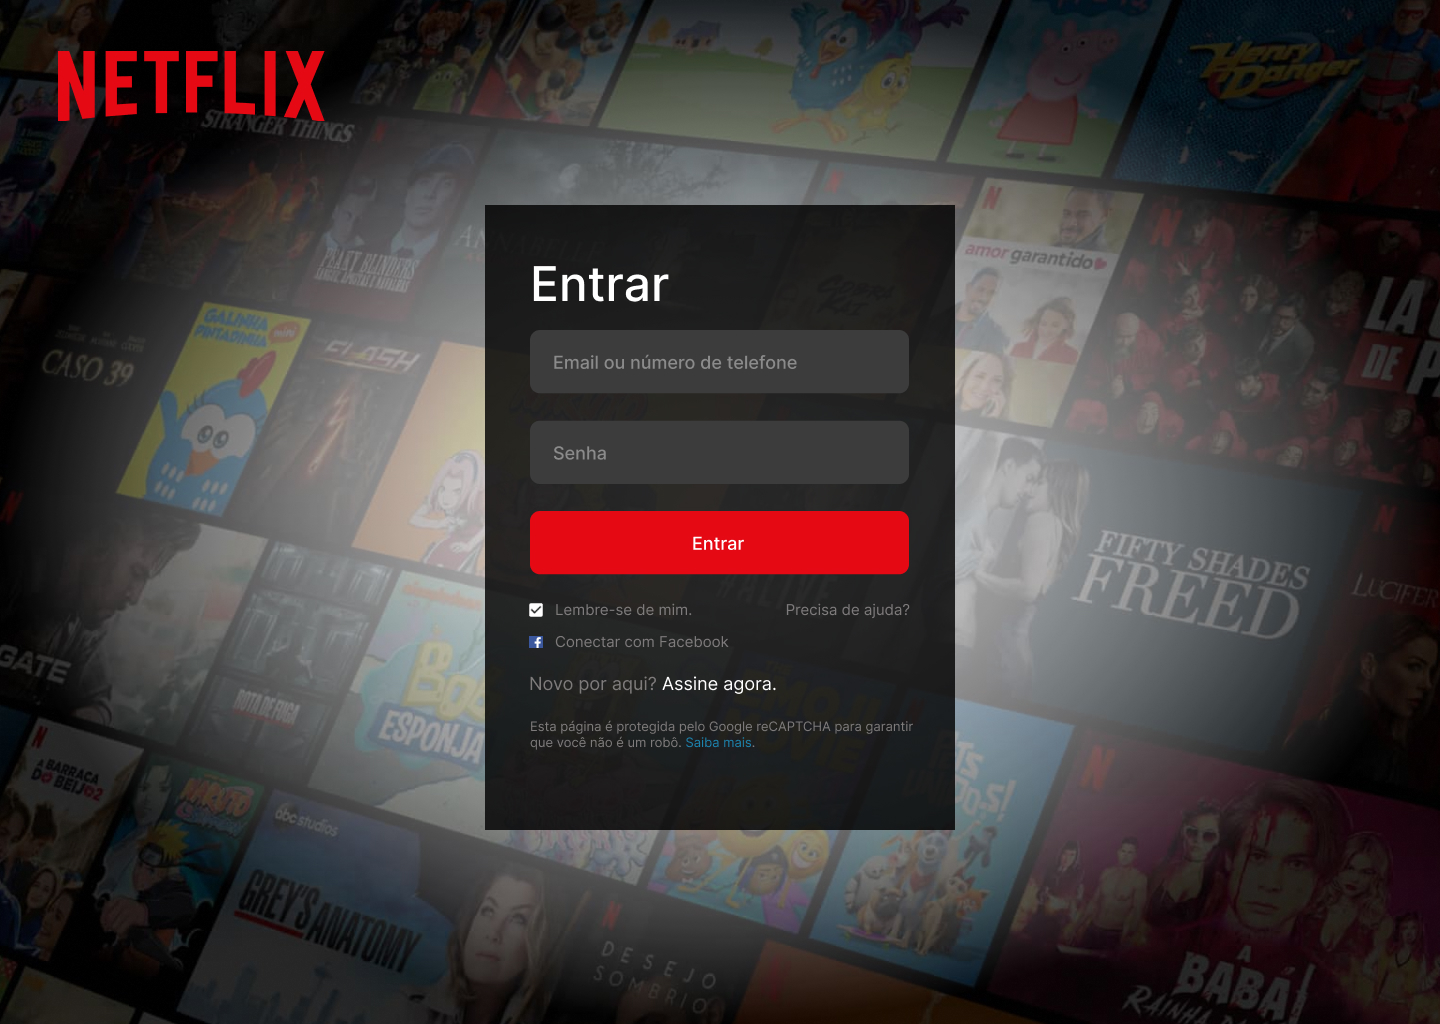 NETFLIX
Henry Danger
STRANGER THINGS
PEAKY BLINDERS
amor garantido
GALINHA
PINTADINHA
mini
FLASH
CASO 39
LA
DE
Entrar
Email ou número de telefone
Senha
Entrar
FIFTY SHADES
FREED
LUCIFER
Lembre-se de mim.
Precisa de ajuda?
Conectar com Facebook
GATE
ROTA DE FUGA
ESPONJA
Novo por aqui? Assine agora.
Esta página é protegida pelo Google reCAPTCHA para garantir
que você não é um robô. Saiba mais.
A BARRACA
DO BEIJO 2
NARUTO
abc studios
GREY'S ANATOMY
DESEJO
SOMBRIO
A
BABÁ
RAINHA